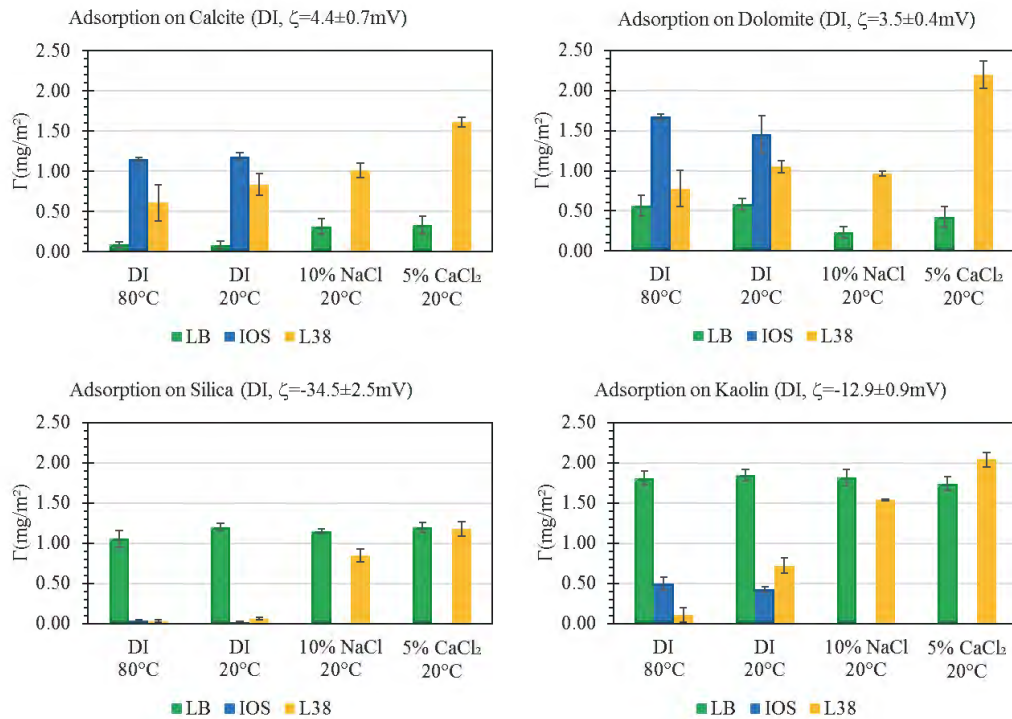 Adsorption on Calcite (DI, ζ=4.4±0.7mV)
2.50
2.00
1.50
1.00
0.50
0.00
Γ(mg/m²)
DI
80°C
DI
20°C
10% NaCl
20°C
5% CaCl₂
20°C
LB IOS L38
Adsorption on Dolomite (DI, ζ=3.5±0.4mV)
2.50
2.00
1.50
1.00
0.50
0.00
Γ(mg/m²)
DI
80°C
DI
20°C
10% NaCl
20°C
5% CaCl₂
20°C
LB IOS L38
Adsorption on Silica (DI, ζ=-34.5±2.5mV)
2.50
2.00
1.50
1.00
0.50
0.00
Γ(mg/m²)
DI
80°C
DI
20°C
10% NaCl
20°C
5% CaCl₂
20°C
LB IOS L38
Adsorption on Kaolin (DI, ζ=-12.9±0.9mV)
2.50
2.00
1.50
1.00
0.50
0.00
Γ(mg/m²)
DI
80°C
DI
20°C
10% NaCl
20°C
5% CaCl₂
20°C
LB IOS L38